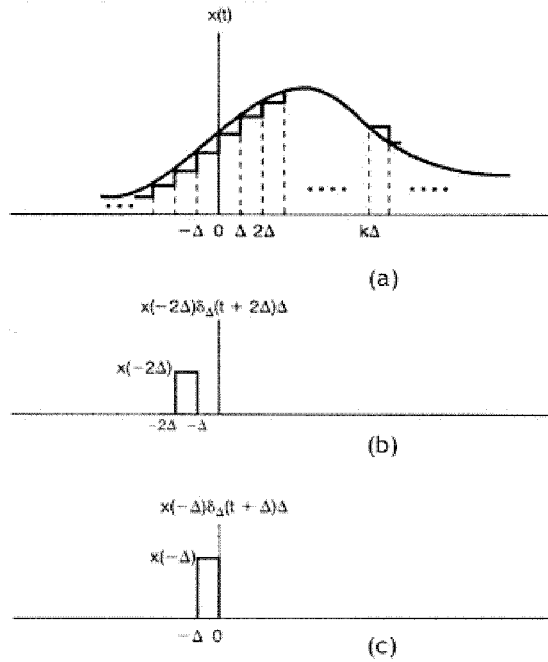 x(t)
−Δ 0 Δ 2Δ kΔ
(a)
x(−2Δ)δ_Δ(t + 2Δ)Δ
x(−2Δ)
−2Δ −Δ
(b)
x(−Δ)δ_Δ(t + Δ)Δ
x(−Δ)
−Δ 0
(c)